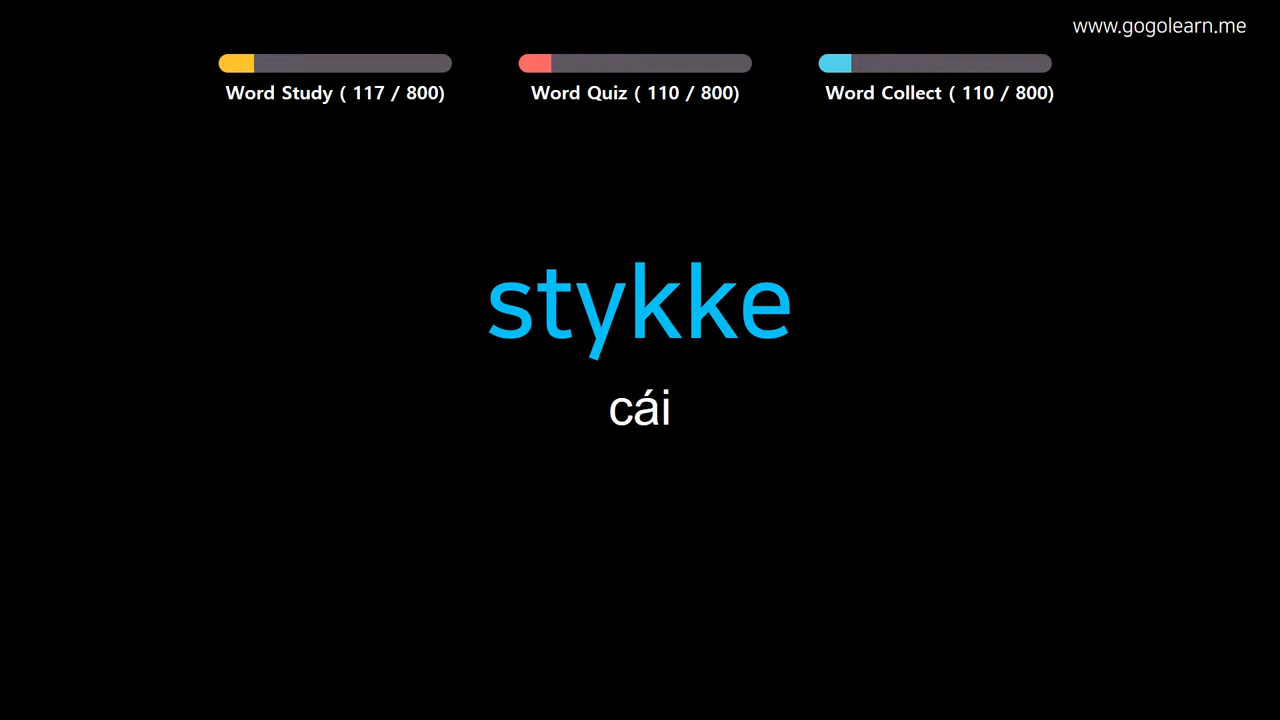 www.gogolearn.me
Word Study ( 117 / 800)
Word Quiz ( 110 / 800)
Word Collect ( 110 / 800)
stykke
cái